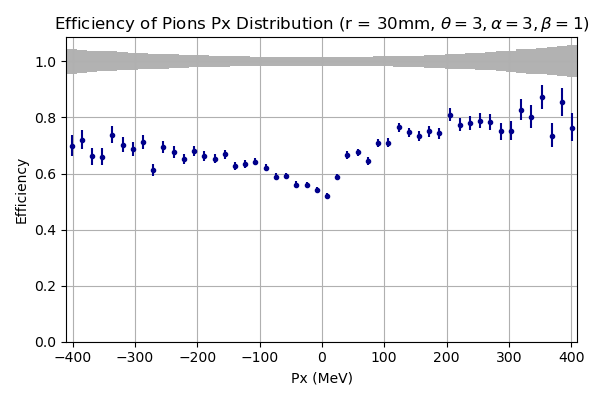 Efficiency of Pions Px Distribution (r = 30mm, θ = 3, α = 3, β = 1)
1.0
0.8
0.6
0.4
0.2
0.0
Efficiency
−400 −300 −200 −100 0 100 200 300 400
Px (MeV)